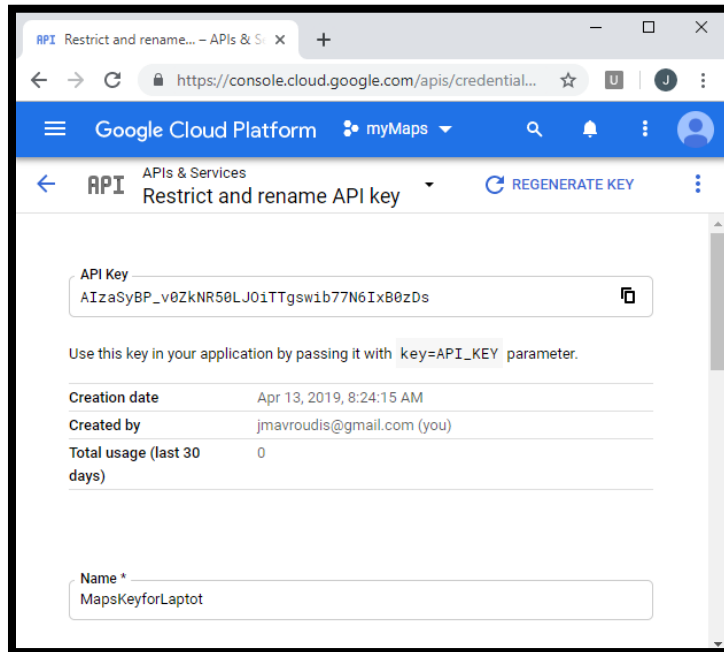 API Restrict and rename... – APIs & Se
https://console.cloud.google.com/apis/credential...
U
J
Google Cloud Platform
myMaps
API
APIs & Services
Restrict and rename API key
REGENERATE KEY
API Key
AIzaSyBP_v0ZkNR50LJOiTTgswib77N6IxB0zDs
Use this key in your application by passing it with key=API_KEY parameter.
Creation date Apr 13, 2019, 8:24:15 AM
Created by jmavroudis@gmail.com (you)
Total usage (last 30 0
days)
Name *
MapsKeyforLaptot